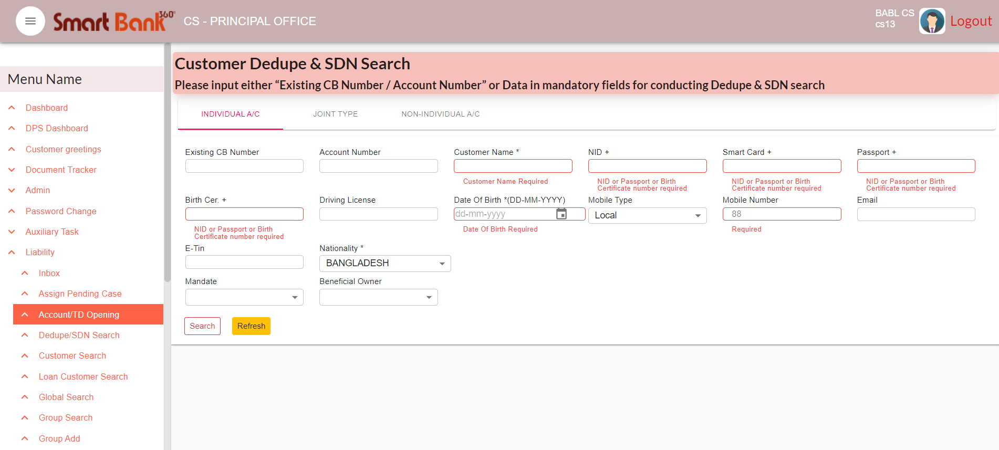 Smart Bank 360°
CS - PRINCIPAL OFFICE
BABL CS
cs13
Logout
Menu Name
Dashboard
DPS Dashboard
Customer greetings
Document Tracker
Admin
Password Change
Auxiliary Task
Liability
Inbox
Assign Pending Case
Account/TD Opening
Dedupe/SDN Search
Customer Search
Loan Customer Search
Global Search
Group Search
Group Add
Customer Dedupe & SDN Search
Please input either “Existing CB Number / Account Number” or Data in mandatory fields for conducting Dedupe & SDN search
INDIVIDUAL A/C JOINT TYPE NON-INDIVIDUAL A/C
Existing CB Number Account Number Customer Name * NID + Smart Card + Passport +
Customer Name Required
NID or Passport or Birth
Certificate number required
NID or Passport or Birth
Certificate number required
NID or Passport or Birth
Certificate number required
Birth Cer. + Driving License Date Of Birth *(DD-MM-YYYY) Mobile Type Mobile Number Email
dd-mm-yyyy Local 88
NID or Passport or Birth
Certificate number required
Date Of Birth Required
Required
E-Tin Nationality *
BANGLADESH
Mandate Beneficial Owner
Search Refresh